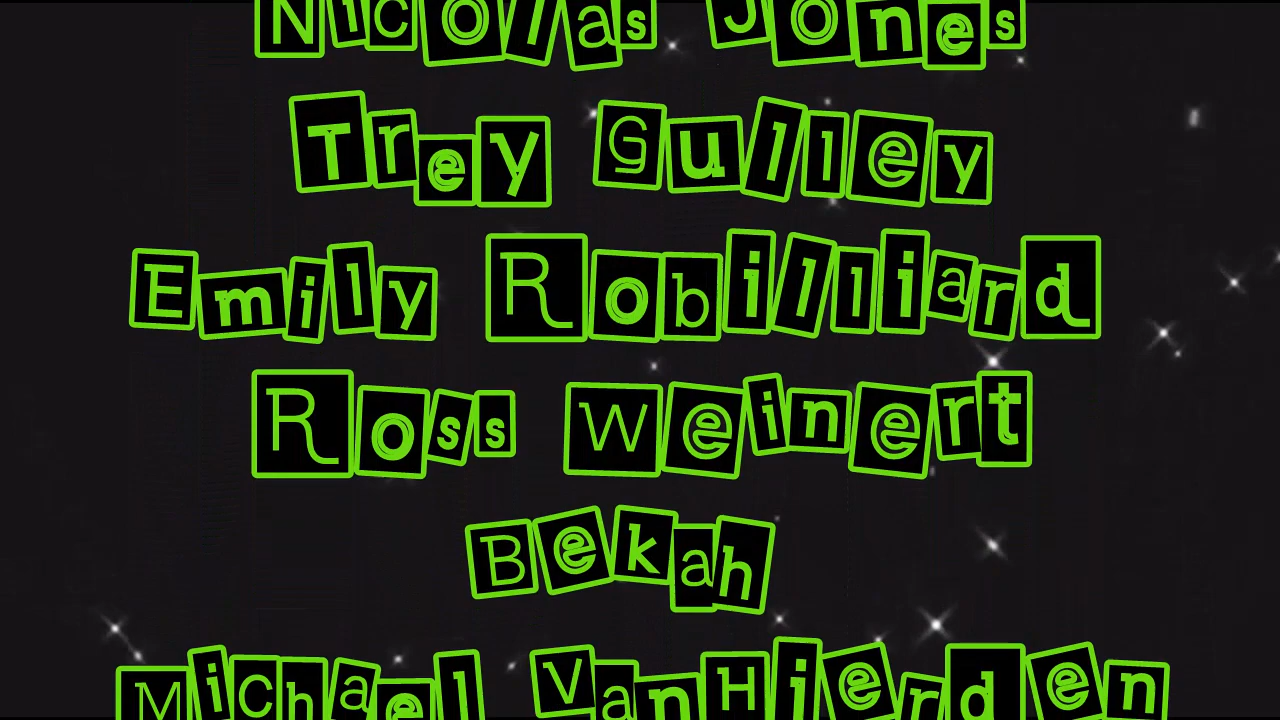 Nicolas Jones
Trey Gulley
Emily Robilliard
Ross Weinert
Bekah
Michael VanHierden